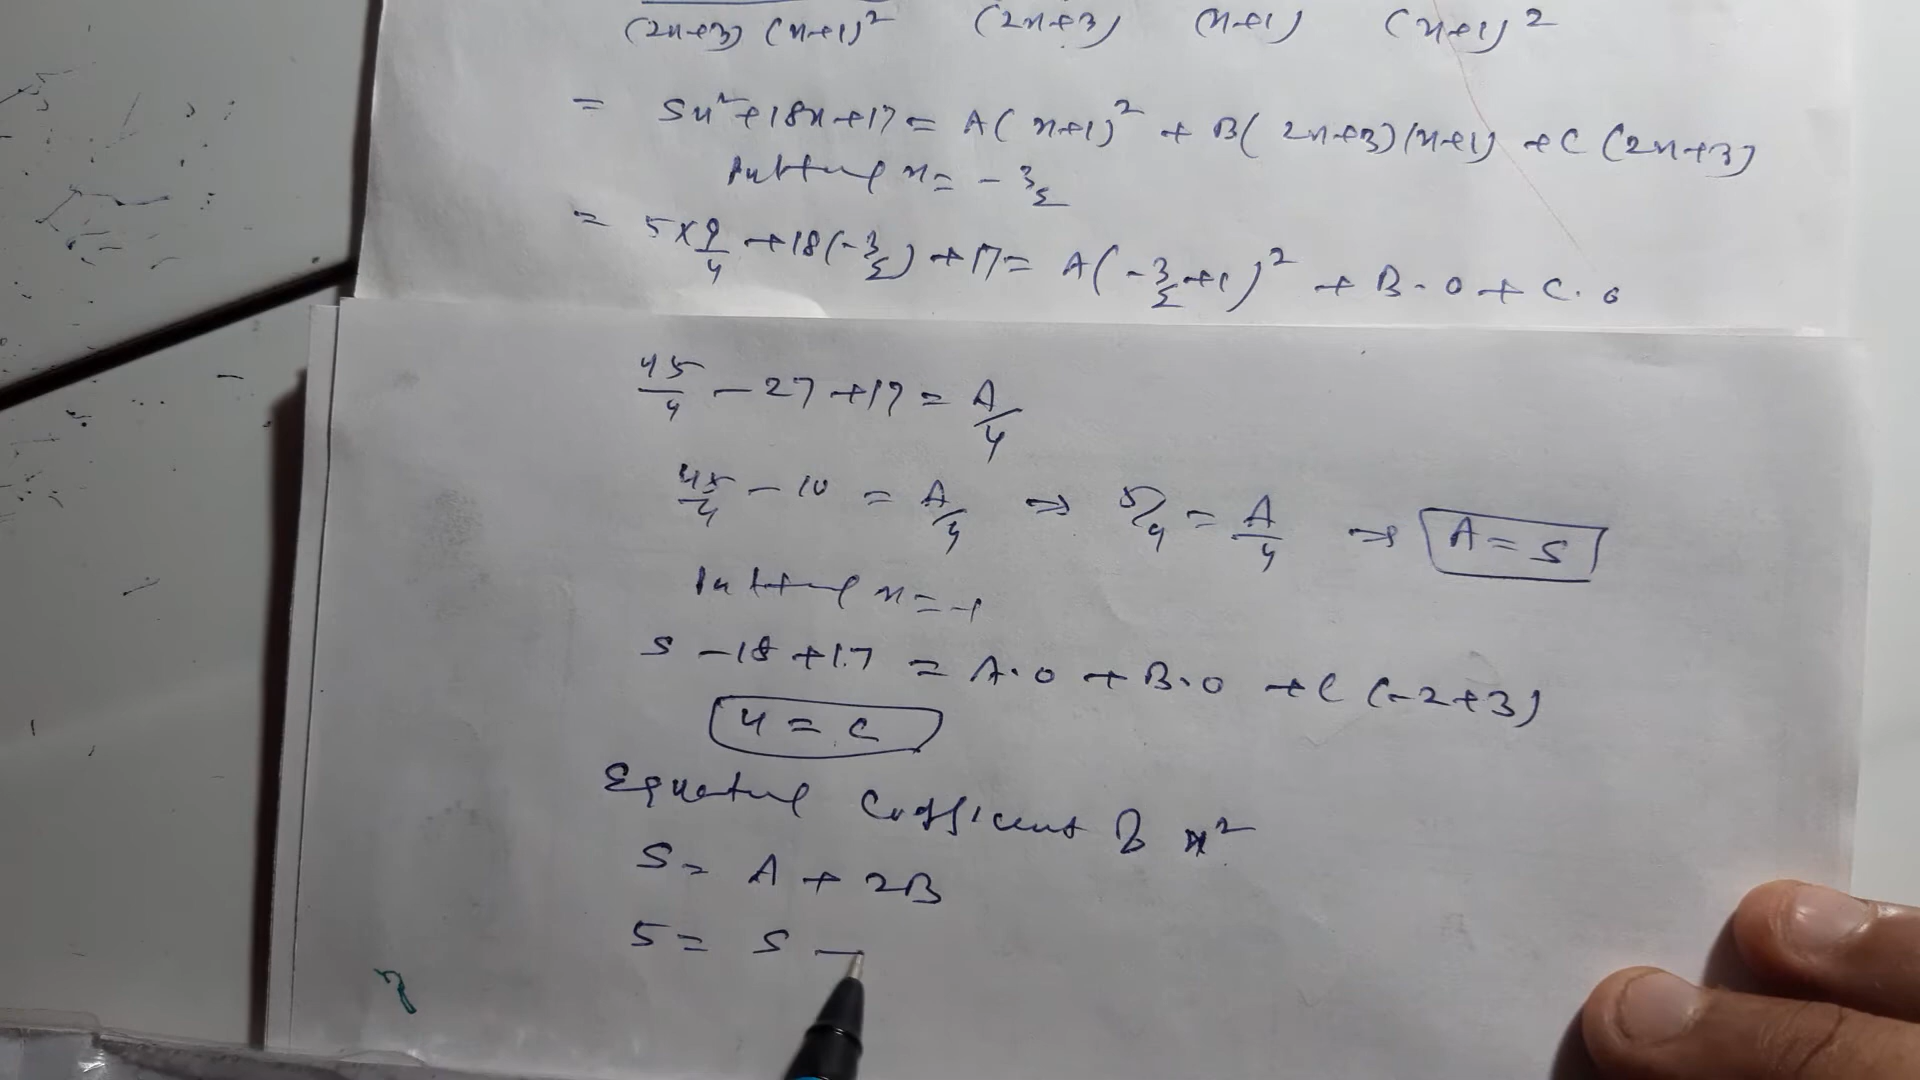 (2x+3) (x+1)² (2x+3) (x+1) (x+1)²
= 5x²+18x+17 = A(x+1)² + B(2x+3)(x+1) + C(2x+3)
Putting x = -3/2
= 5×9/4 +18(-3/2) +17 = A(-3/2+1)² + B·0 + C·0
45/4 - 27 +17 = A/4
45/4 - 10 = A/4 ⇒ 5/4 = A/4 ⇒ A = 5
Putting x = -1
5 - 18 + 17 = A·0 + B·0 + C(-2+3)
4 = C
Equating Coefficient of x²
5 = A + 2B
5 = 5 -